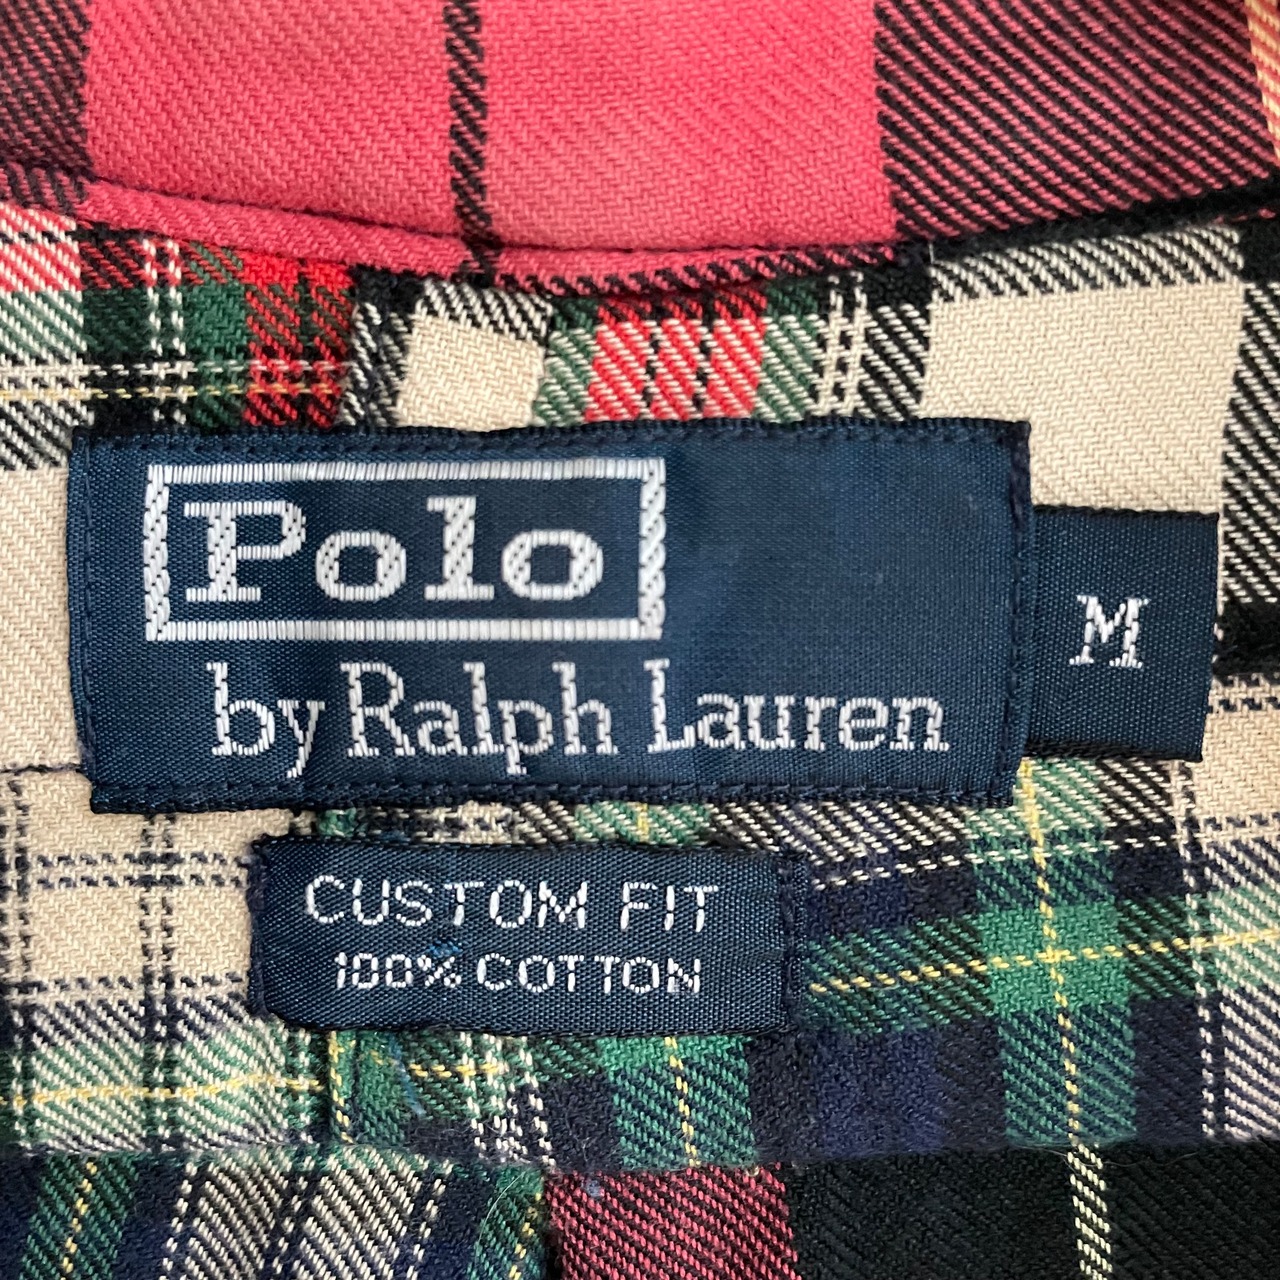 Polo
by Ralph Lauren
M
CUSTOM FIT
100% COTTON